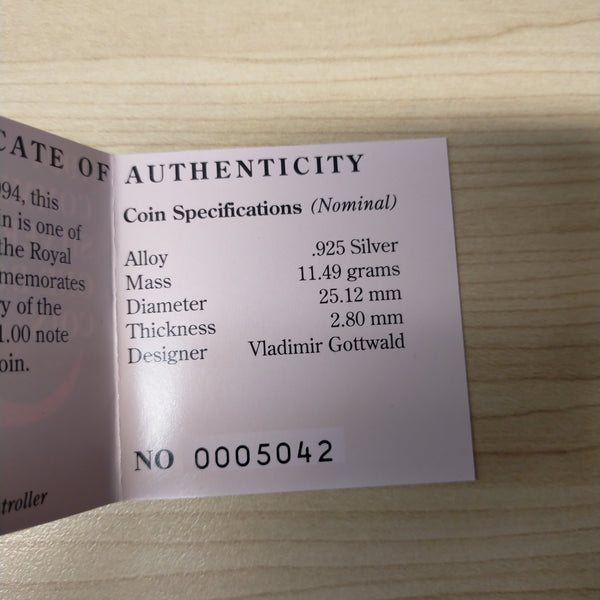 CATE OF AUTHENTICITY
94, this
n is one of
the Royal
memorates
y of the
1.00 note
oin.
troller
Coin Specifications (Nominal)
Alloy .925 Silver
Mass 11.49 grams
Diameter 25.12 mm
Thickness 2.80 mm
Designer Vladimir Gottwald
NO 0005042